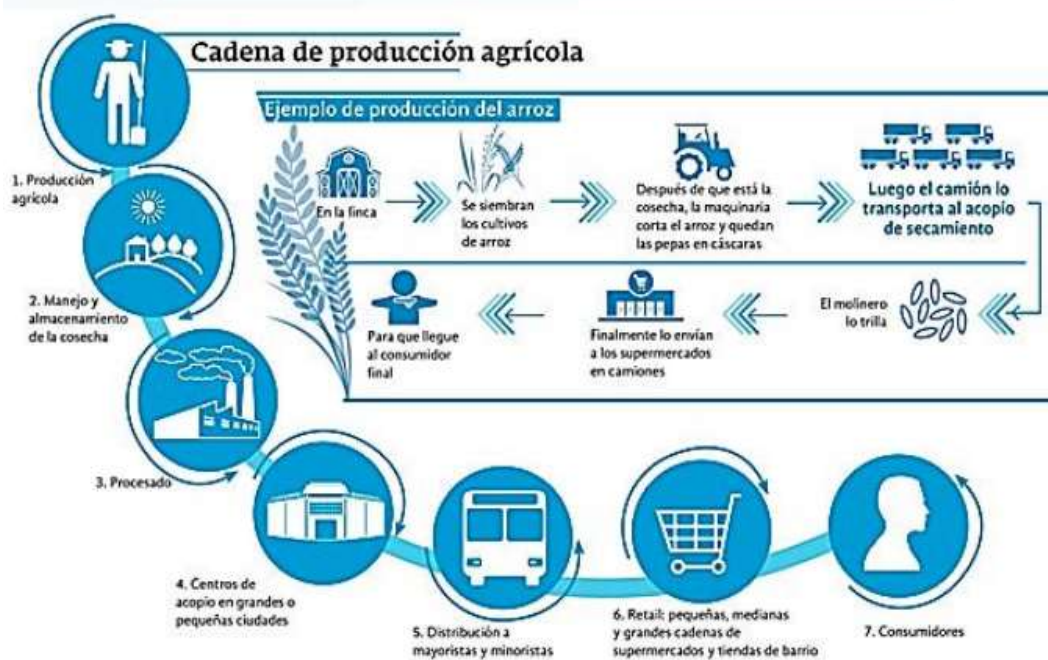 Cadena de producción agrícola
Ejemplo de producción del arroz
En la finca
Se siembran
los cultivos
de arroz
Después de que está la
cosecha, la maquinaria
corta el arroz y quedan
las pepas en cáscaras
Luego el camión lo
transporta al acopio
de secamiento
El molinero
lo trilla
Finalmente lo envían
a los supermercados
en camiones
Para que llegue
al consumidor
final
1. Producción
agrícola
2. Manejo y
almacenamiento
de la cosecha
3. Procesado
4. Centros de
acopio en grandes o
pequeñas ciudades
5. Distribución a
mayoristas y minoristas
6. Retail: pequeñas, medianas
y grandes cadenas de
supermercados y tiendas de barrio
7. Consumidores